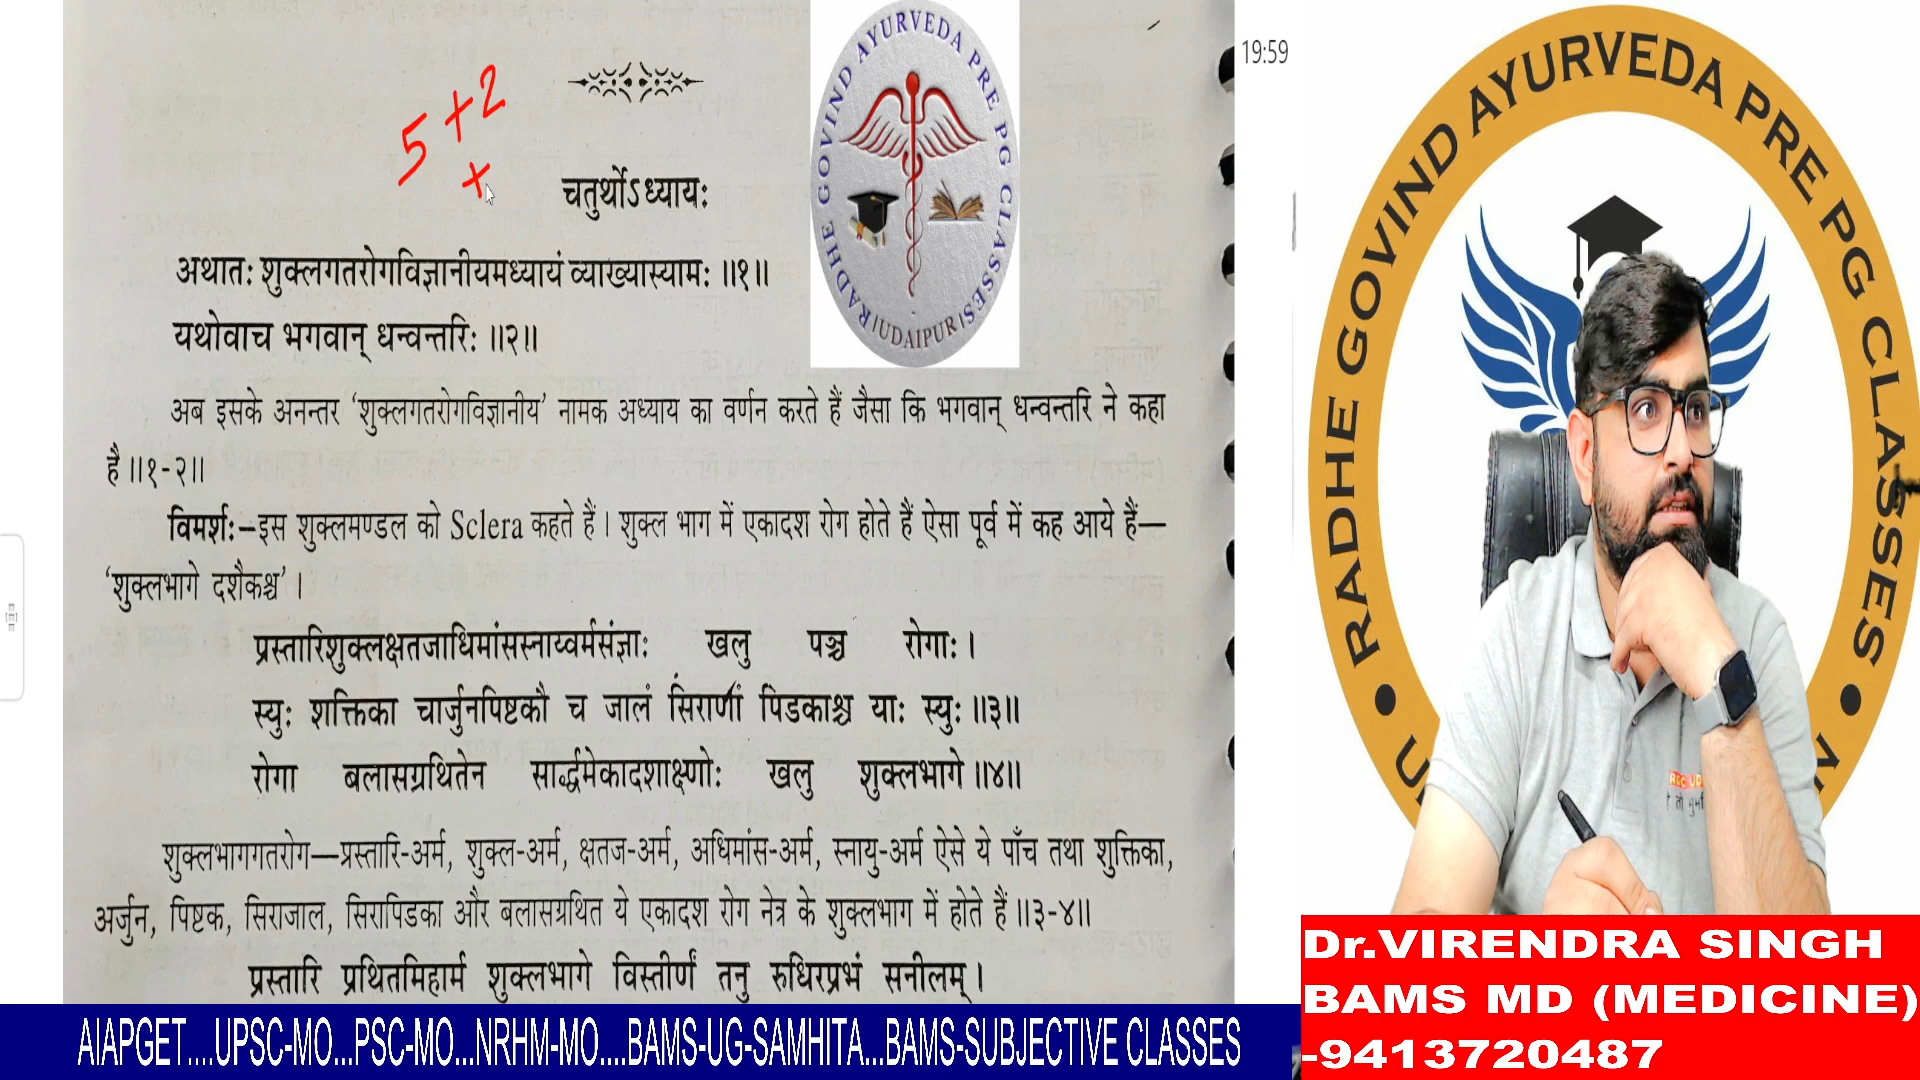 5+2
+
चतुर्थोऽध्यायः
अथातः शुक्लगतरोगविज्ञानीयमध्यायं व्याख्यास्यामः ॥१॥
यथोवाच भगवान् धन्वन्तरिः ॥२॥
अब इसके अनन्तर ‘शुक्लगतरोगविज्ञानीय’ नामक अध्याय का वर्णन करते हैं जैसा कि भगवान् धन्वन्तरि ने कहा
है ॥१-२॥
विमर्शः–इस शुक्लमण्डल को Sclera कहते हैं । शुक्ल भाग में एकादश रोग होते हैं ऐसा पूर्व में कह आये हैं—
‘शुक्लभागे दशैकश्च’ ।
प्रस्तारिशुक्लक्षतजाधिमांसस्नाय्वर्मसंज्ञाः खलु पञ्च रोगाः ।
स्युः शक्तिका चार्जुनपिष्टकौ च जालं सिराणां पिडकाश्च याः स्युः ॥३॥
रोगा बलासग्रथितेन सार्द्धमेकादशाक्ष्णोः खलु शुक्लभागे ॥४॥
शुक्लभागगतरोग—प्रस्तारि-अर्म, शुक्ल-अर्म, क्षतज-अर्म, अधिमांस-अर्म, स्नायु-अर्म ऐसे ये पाँच तथा शुक्तिका,
अर्जुन, पिष्टक, सिराजाल, सिरापिडका और बलासग्रथित ये एकादश रोग नेत्र के शुक्लभाग में होते हैं ॥३-४॥
प्रस्तारि प्रथितमिहार्म शुक्लभागे विस्तीर्णं तनु रुधिरप्रभं सनीलम् ।
RADHE GOVIND AYURVEDA PRE PG CLASSES
UDAIPUR
19:59
RADHE GOVIND AYURVEDA PRE PG CLASSES
Dr.VIRENDRA SINGH
BAMS MD (MEDICINE)
-9413720487
AIAPGET....UPSC-MO...PSC-MO...NRHM-MO....BAMS-UG-SAMHITA...BAMS-SUBJECTIVE CLASSES